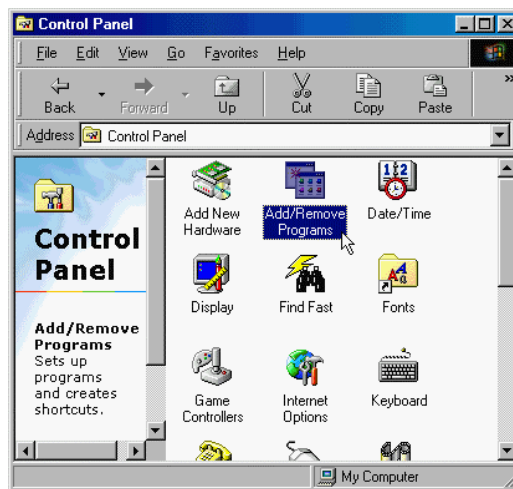 Control Panel
File Edit View Go Favorites Help
Back Forward Up Cut Copy Paste »
Address Control Panel
Control
Panel
Add/Remove
Programs
Sets up
programs
and creates
shortcuts.
Add New
Hardware
Add/Remove
Programs
Date/Time
Display
Find Fast
Fonts
Game
Controllers
Internet
Options
Keyboard
My Computer